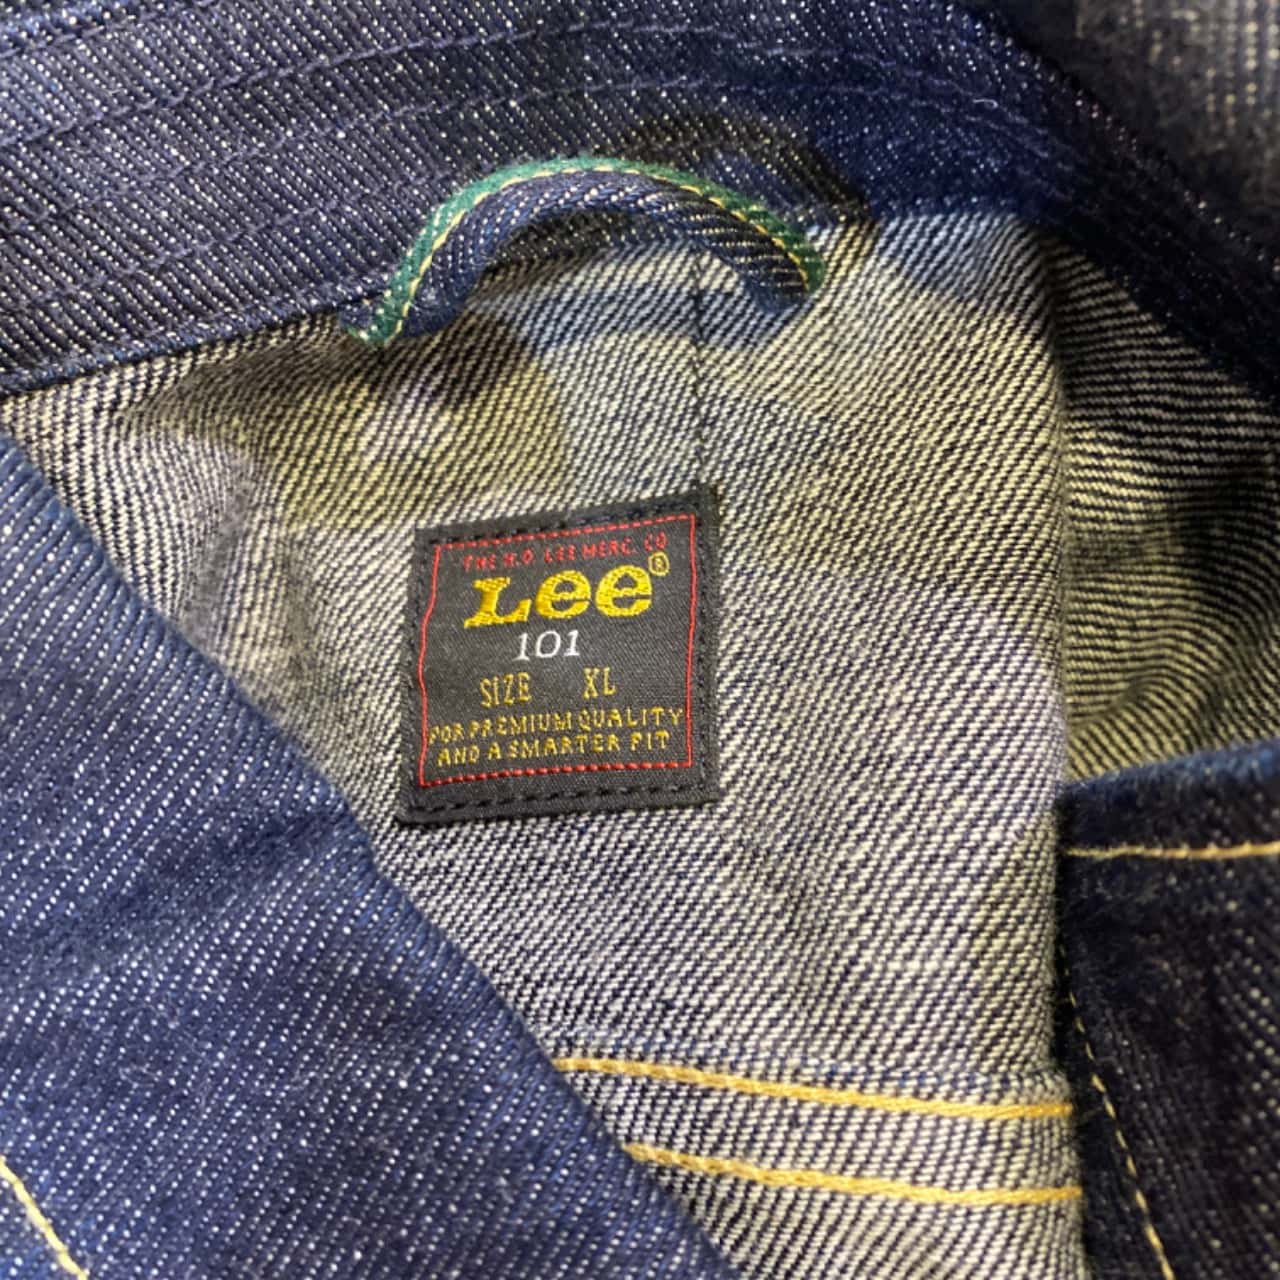 THE H.D. LEE MERC. CO
Lee®
101
SIZE XL
FOR PREMIUM QUALITY
AND A SMARTER FIT